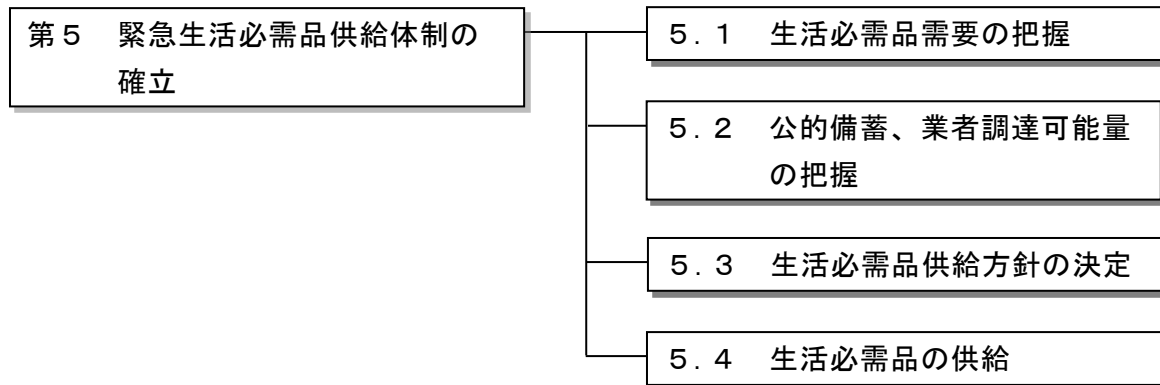 第５　緊急生活必需品供給体制の
確立
５．１　生活必需品需要の把握
５．２　公的備蓄、業者調達可能量
の把握
５．３　生活必需品供給方針の決定
５．４　生活必需品の供給